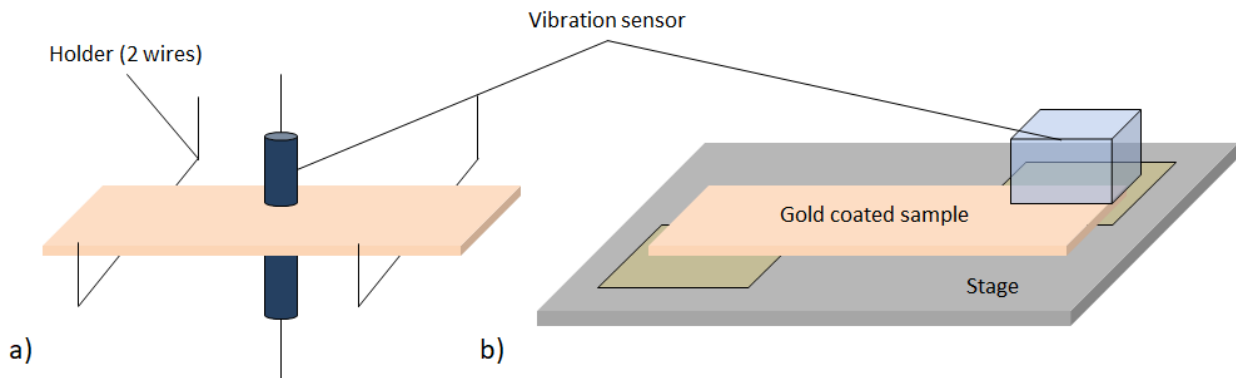 Vibration sensor
Holder (2 wires)
Gold coated sample
Stage
a)
b)